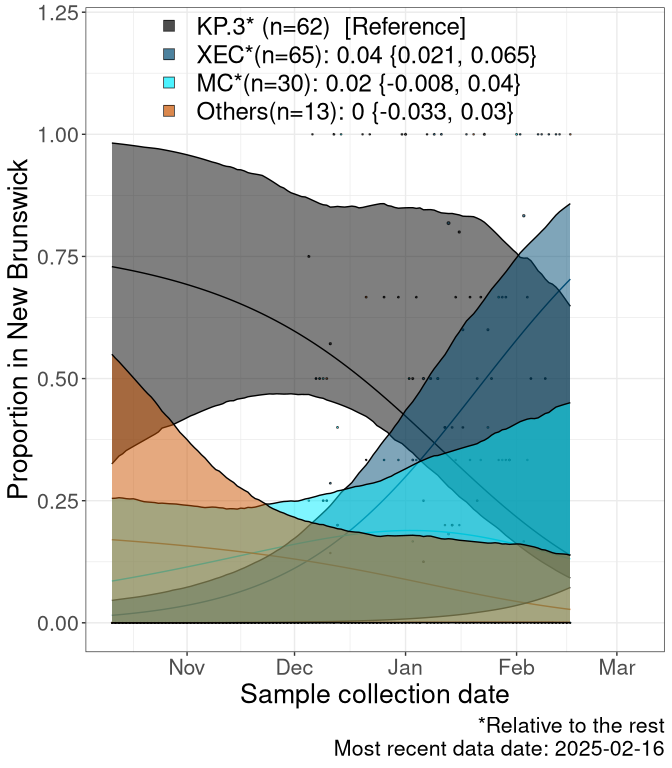 KP.3* (n=62)  [Reference]
XEC*(n=65): 0.04 {0.021, 0.065}
MC*(n=30): 0.02 {-0.008, 0.04}
Others(n=13): 0 {-0.033, 0.03}
1.25
1.00
0.75
0.50
0.25
0.00
Proportion in New Brunswick
Nov Dec Jan Feb Mar
Sample collection date
*Relative to the rest
Most recent data date: 2025-02-16